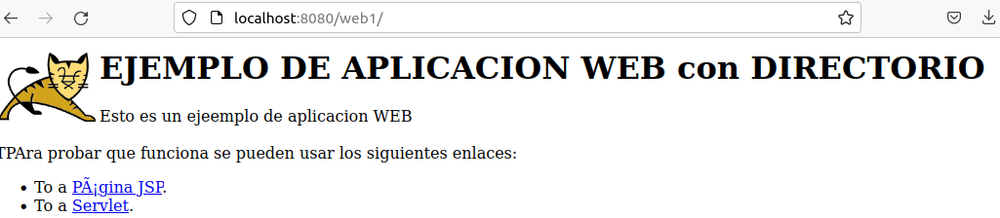 localhost:8080/web1/
EJEMPLO DE APLICACION WEB con DIRECTORIO
Esto es un ejeemplo de aplicacion WEB
TPAra probar que funciona se pueden usar los siguientes enlaces:
• To a PÃ¡gina JSP.
• To a Servlet.